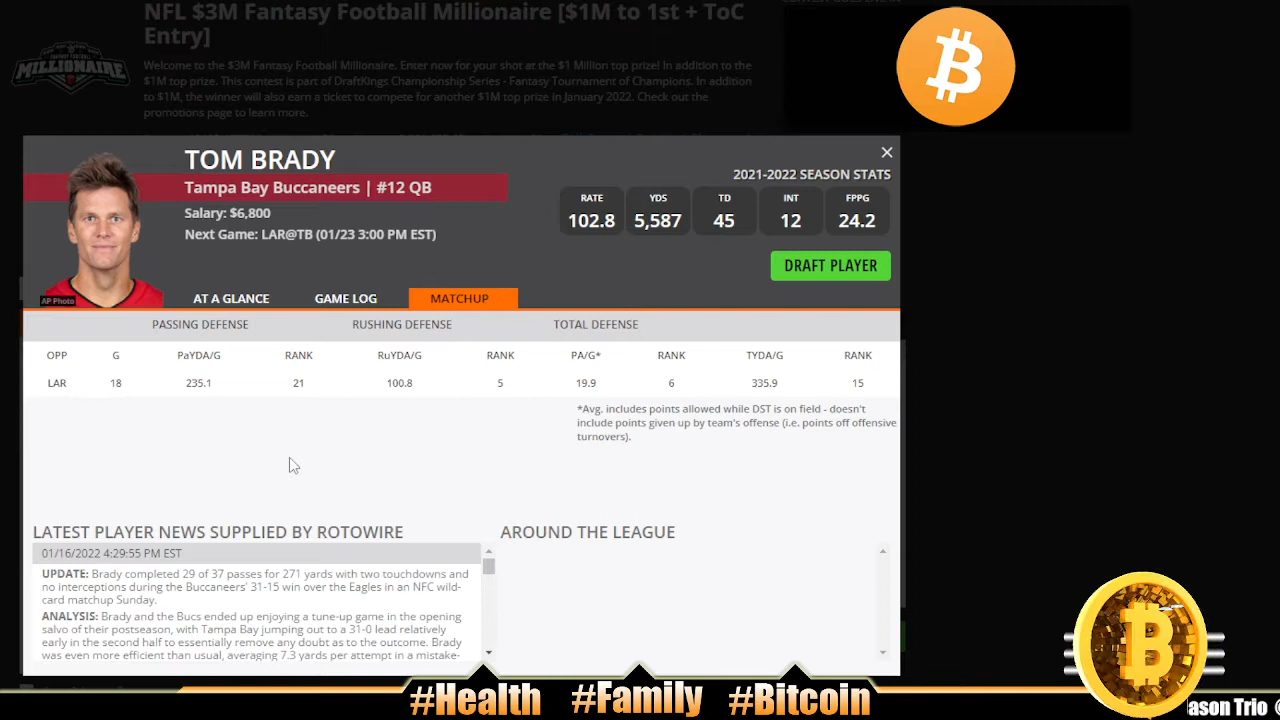 NFL $3M Fantasy Football Millionaire [$1M to 1st + ToC
Entry]
FANTASY FOOTBALL
MILLIONAIRE
Welcome to the $3M Fantasy Football Millionaire. Enter now for your shot at the $1 Million top prize! In addition to
the $1M top prize. This contest is part of DraftKings Championship Series - Fantasy Tournament of Champions. In addition
to $1M, the winner will also earn a ticket to compete for another $1M top prize in January 2022. Check out the
promotions page to learn more.
TOM BRADY
Tampa Bay Buccaneers | #12 QB
Salary: $6,800
Next Game: LAR@TB (01/23 3:00 PM EST)
AP Photo
2021-2022 SEASON STATS
RATE YDS TD INT FPPG
102.8 5,587 45 12 24.2
DRAFT PLAYER
AT A GLANCE GAME LOG MATCHUP
PASSING DEFENSE RUSHING DEFENSE TOTAL DEFENSE
OPP G PaYDA/G RANK RuYDA/G RANK PA/G* RANK TYDA/G RANK
LAR 18 235.1 21 100.8 5 19.9 6 335.9 15
*Avg. includes points allowed while DST is on field - doesn't
include points given up by team's offense (i.e. points off offensive
turnovers).
LATEST PLAYER NEWS SUPPLIED BY ROTOWIRE
01/16/2022 4:29:55 PM EST
UPDATE: Brady completed 29 of 37 passes for 271 yards with two touchdowns and
no interceptions during the Buccaneers' 31-15 win over the Eagles in an NFC wild-
card matchup Sunday.
ANALYSIS: Brady and the Bucs ended up enjoying a tune-up game in the opening
salvo of their postseason, with Tampa Bay jumping out to a 31-0 lead relatively
early in the second half to essentially remove any doubt as to the outcome. Brady
was even more efficient than usual, averaging 7.3 yards per attempt in a mistake-
AROUND THE LEAGUE
#Health #Family #Bitcoin
ason Trio